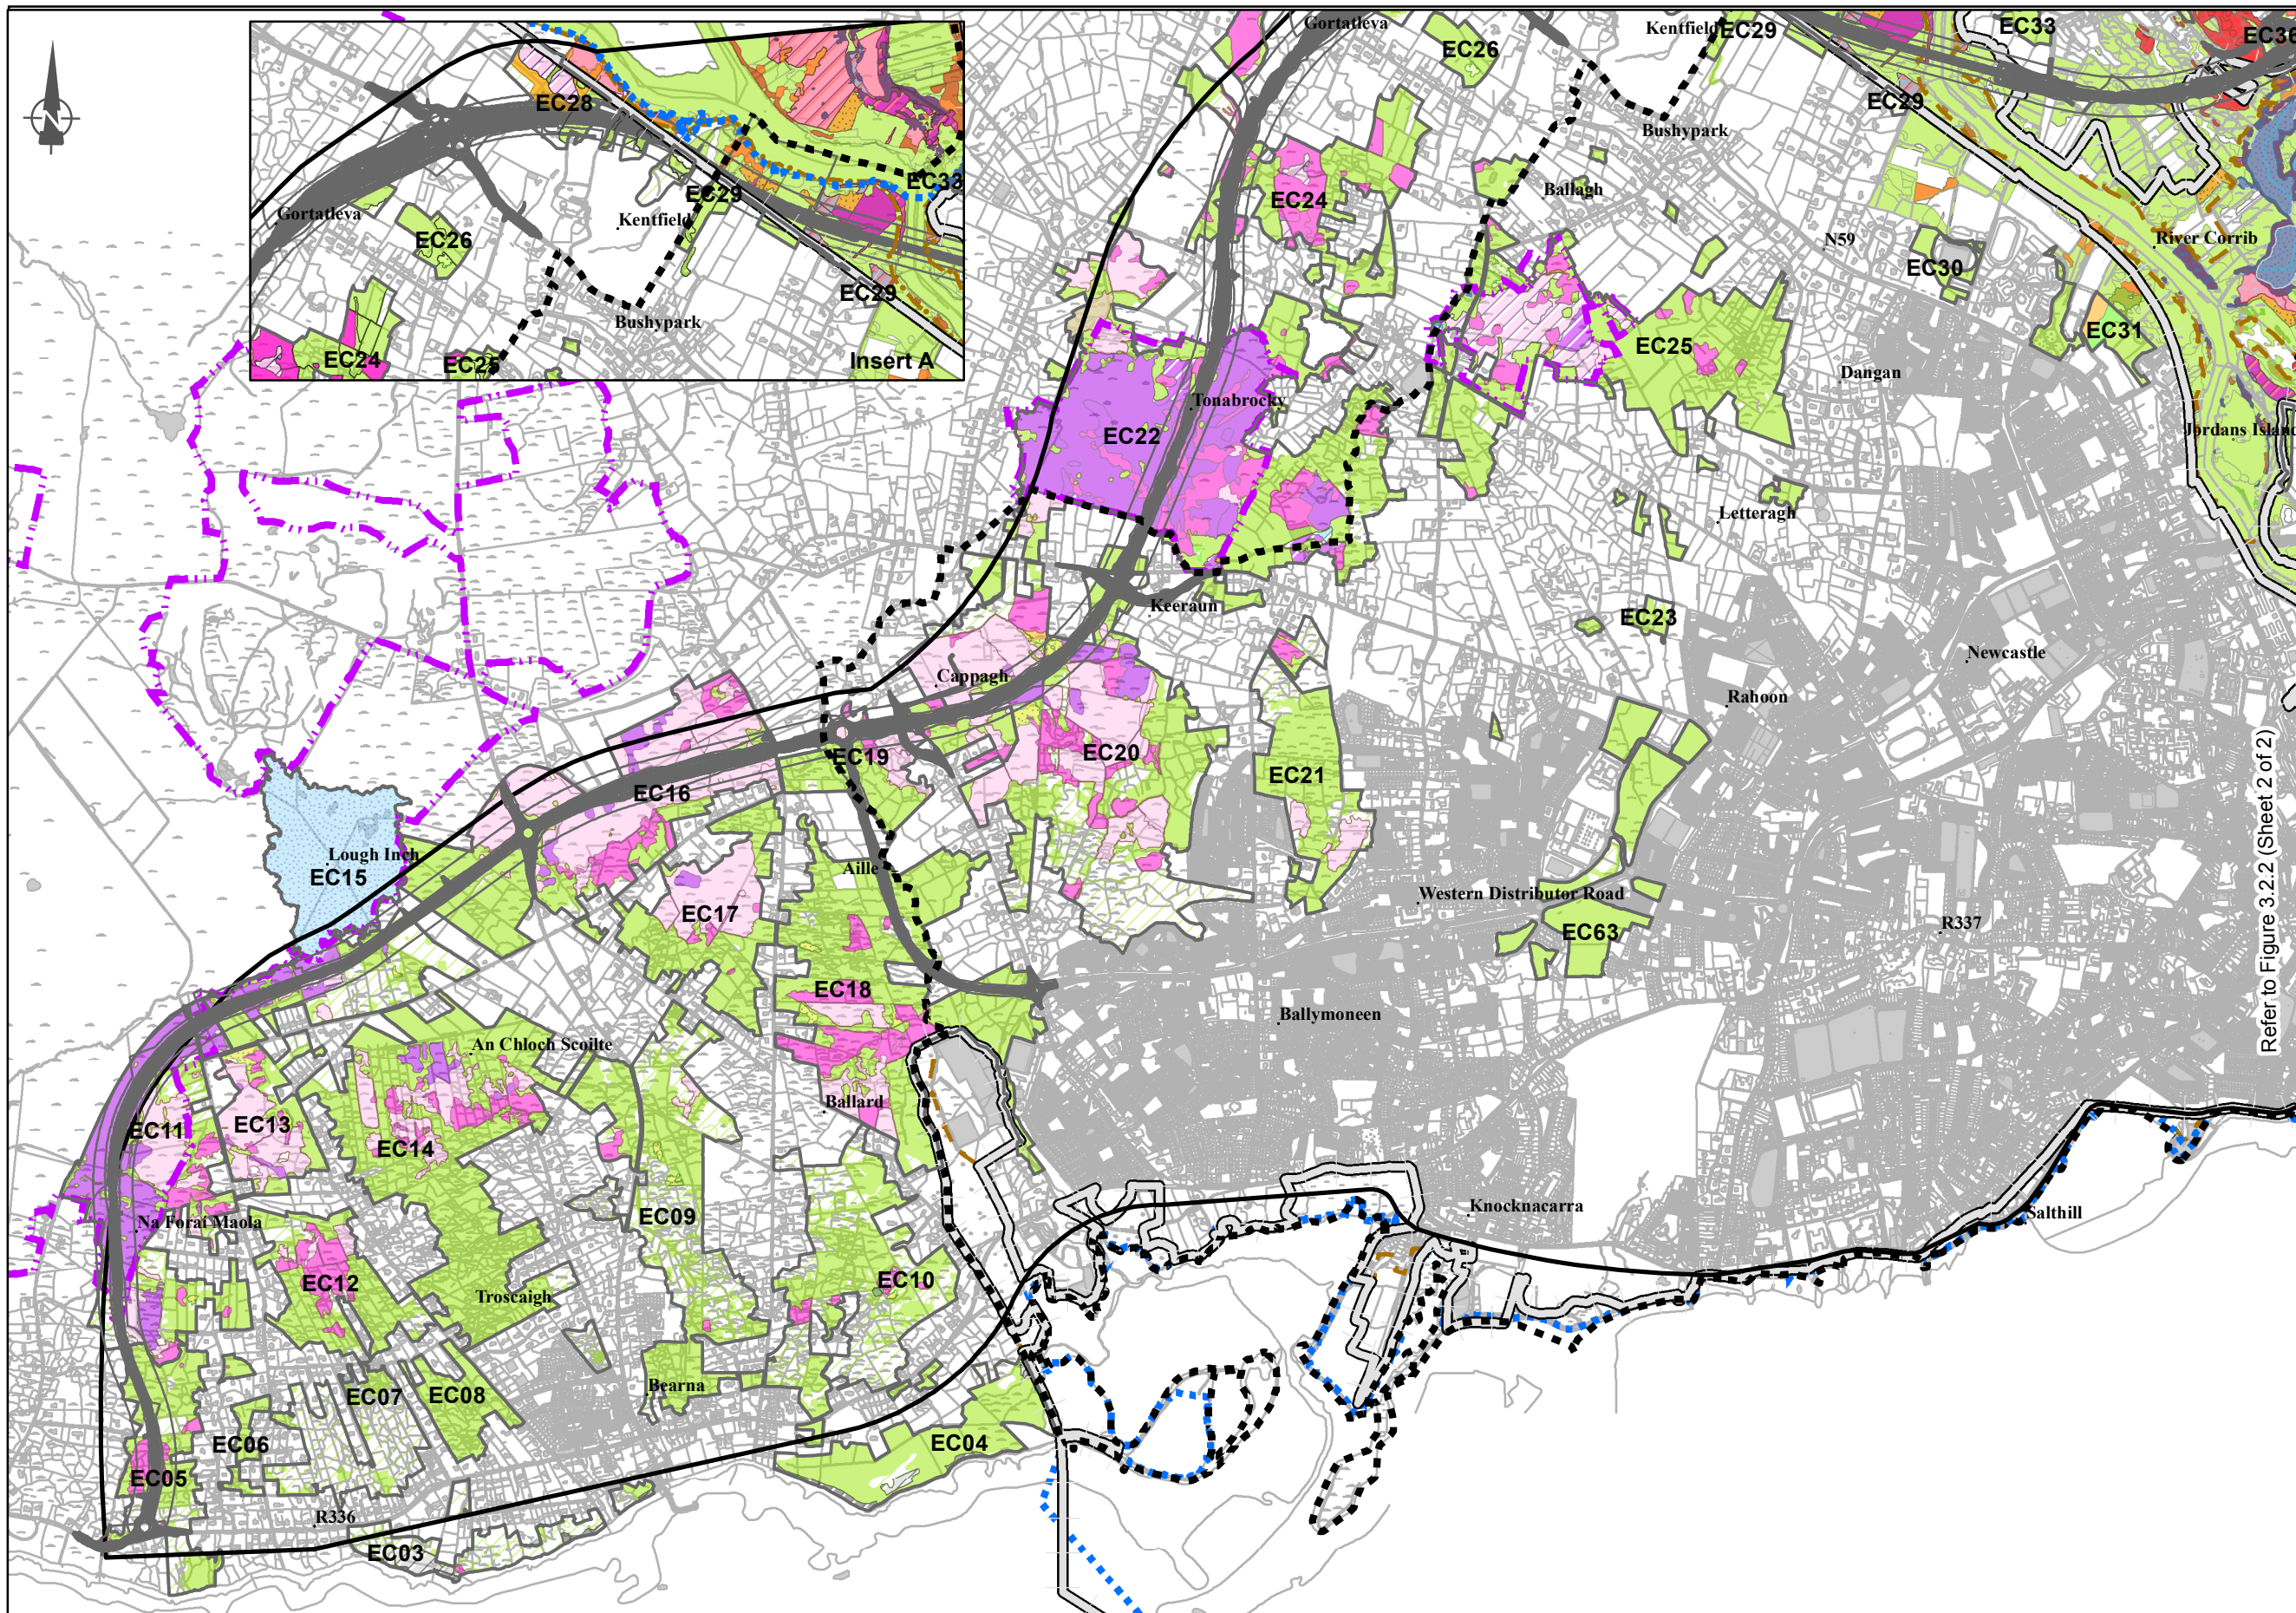 Gortatleva
Kentfield
EC29
EC33
EC36
EC26
EC28
EC29
Bushypark
EC33
EC29
Kentfield
Gortatleva
EC26
EC24
Ballagh
N59
River Corrib
EC30
EC29
Bushypark
EC31
EC24
EC25
Insert A
EC25
Dangan
Tonabrocky
EC22
Jordans Island
Letteragh
Keeraun
EC23
Newcastle
Cappagh
Rahoon
EC19
EC20
EC21
EC16
Refer to Figure 3.2.2 (Sheet 2 of 2)
Lough Inch
EC15
Aille
Western Distributor Road
EC17
EC63
R337
EC18
Ballymoneen
An Chloch Scoilte
Ballard
EC11
EC13
EC14
EC09
Knocknacarra
Salthill
Na Foraí Maola
EC12
EC10
Troscaigh
Bearna
EC07
EC08
EC06
EC04
EC05
R336
EC03
N